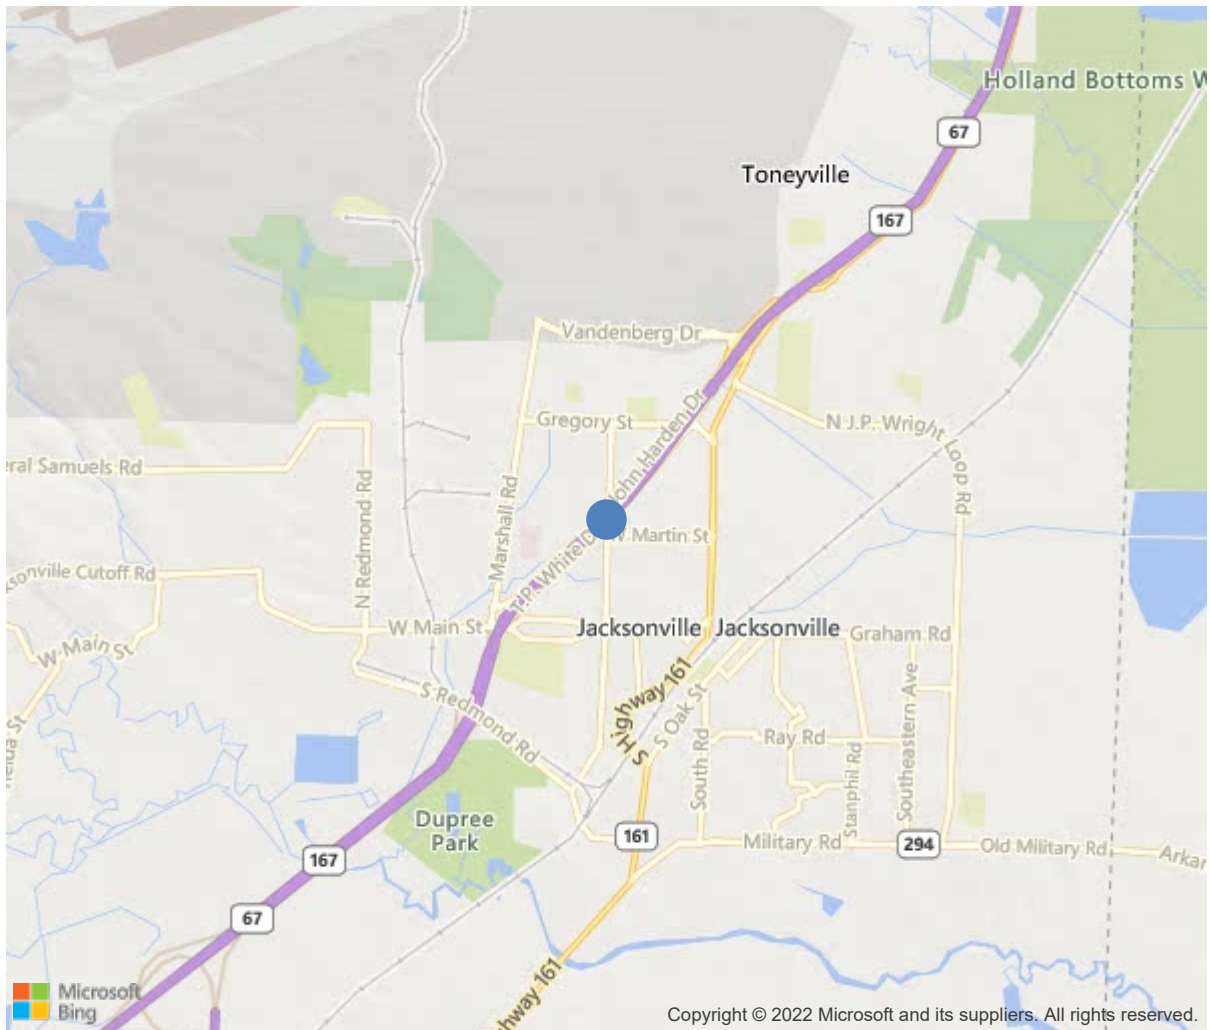 Holland Bottoms W
67
Toneyville
167
Vandenberg Dr
Gregory St
John Harden Dr
N J.P. Wright Loop Rd
eral Samuels Rd
N Redmond Rd
Marshall Rd
W Martin St
T.P. White D
sonville Cutoff Rd
W Main St
Jacksonville
Jacksonville
Graham Rd
W Main St
S Redmond Rd
S Highway 161
S Oak St
Southeastern Ave
Ray Rd
South Rd
Stanphil Rd
Dupree
Park
161
Military Rd
294
Old Military Rd
Arkar
167
67
hway 161
Microsoft
Bing
Copyright © 2022 Microsoft and its suppliers. All rights reserved.